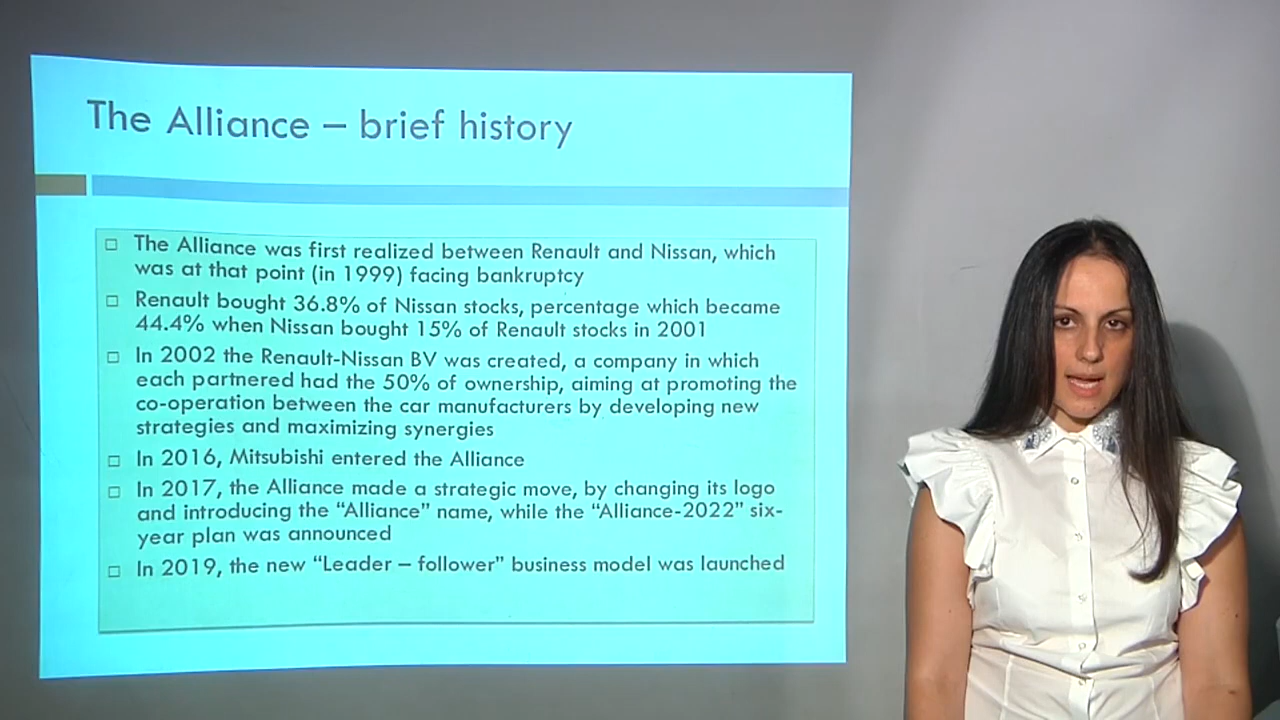 The Alliance – brief history
□ The Alliance was first realized between Renault and Nissan, which
was at that point (in 1999) facing bankruptcy
□ Renault bought 36.8% of Nissan stocks, percentage which became
44.4% when Nissan bought 15% of Renault stocks in 2001
□ In 2002 the Renault-Nissan BV was created, a company in which
each partnered had the 50% of ownership, aiming at promoting the
co-operation between the car manufacturers by developing new
strategies and maximizing synergies
□ In 2016, Mitsubishi entered the Alliance
□ In 2017, the Alliance made a strategic move, by changing its logo
and introducing the “Alliance” name, while the “Alliance-2022” six-
year plan was announced
□ In 2019, the new “Leader – follower” business model was launched